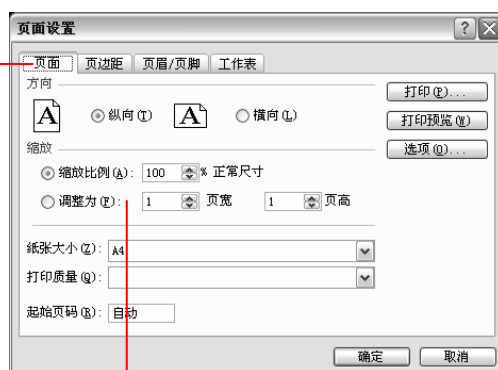 页面设置
页面 页边距 页眉/页脚 工作表
方向
A 纵向(T) A 横向(L)
打印(P)...
打印预览(W)
选项(O)...
缩放
缩放比例(A): 100 % 正常尺寸
调整为(F): 1 页宽 1 页高
纸张大小(Z): A4
打印质量(Q):
起始页码(R): 自动
确定 取消